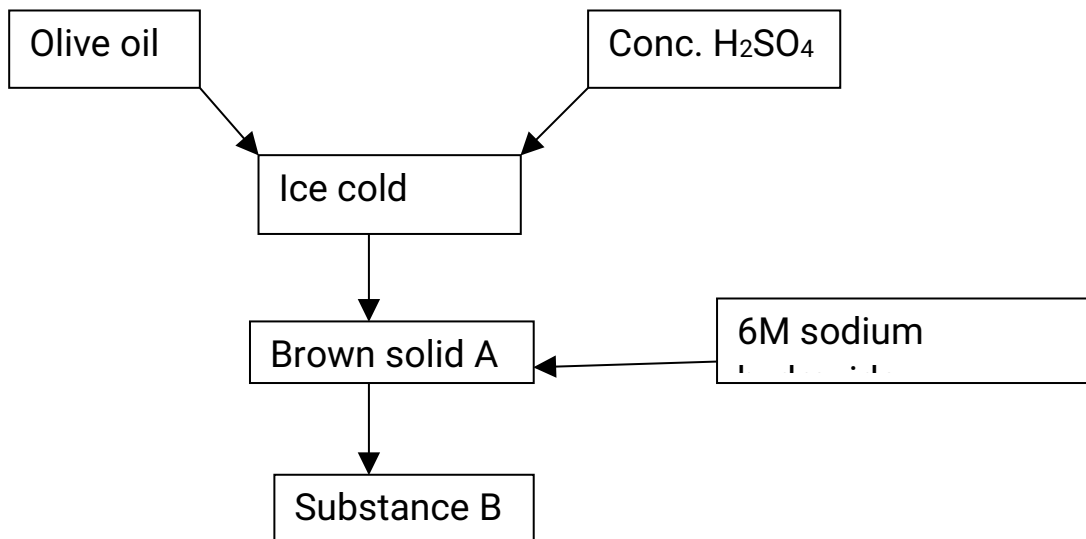 Olive oil
Conc. H₂SO₄
Ice cold
Brown solid A
6M sodium
Substance B